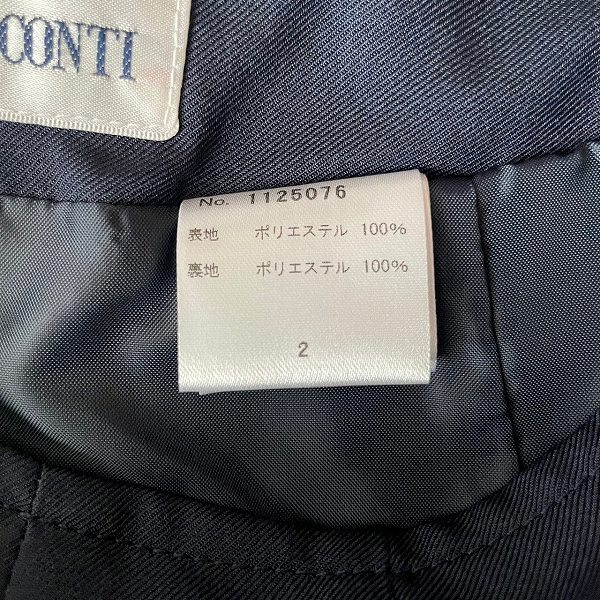 CONTI
No. 1125076
表地 ポリエステル 100%
裏地 ポリエステル 100%
2